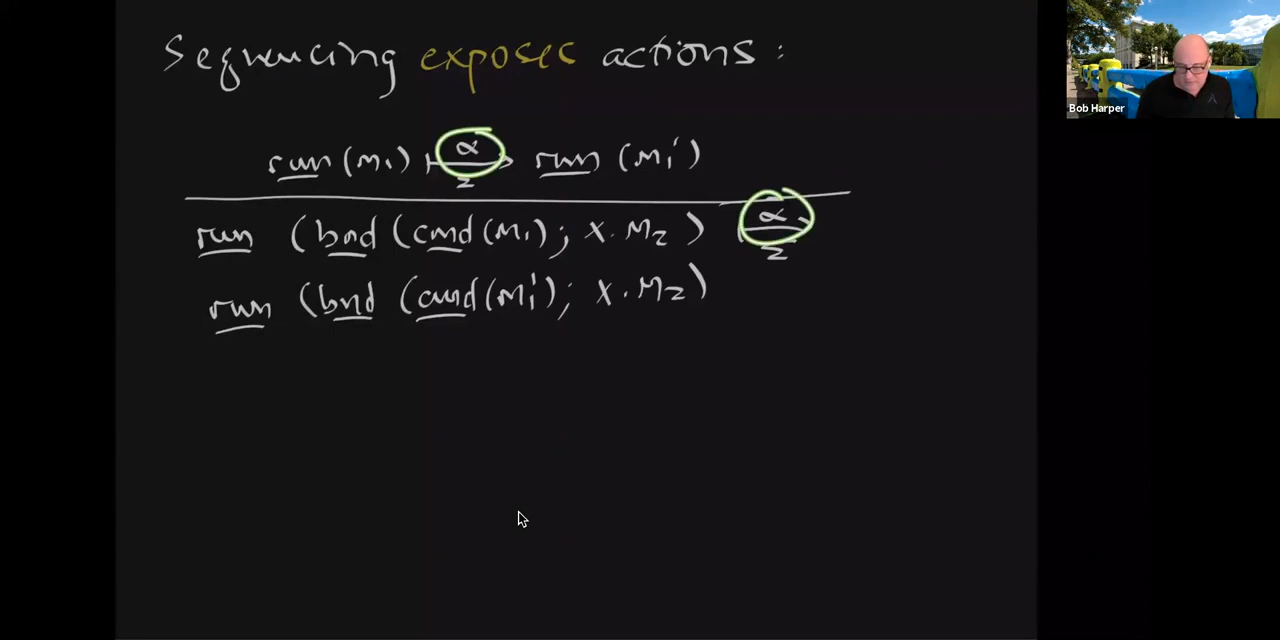 Sequencing exposes actions:
run (m₁) ↦ α Σ run (m₁′)
run (bnd (cmd (m₁); x.m₂) ↦ α Σ
run (bnd (cmd (m₁′); x.m₂)
Bob Harper